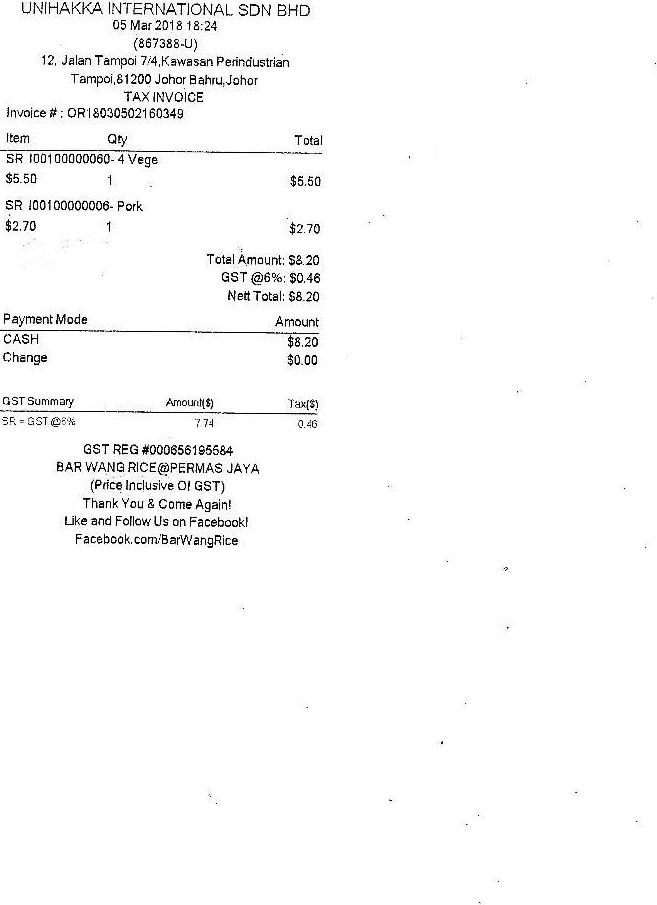 UNIHAKKA INTERNATIONAL SDN BHD
05 Mar 2018 18:24
(867388-U)
12, Jalan Tampoi 7/4,Kawasan Perindustrian
Tampoi,81200 Johor Bahru,Johor
TAX INVOICE
Invoice # : OR18030502160349
Item Qty Total
SR I00100000060- 4 Vege
$5.50 1 $5.50
SR I00100000006- Pork
$2.70 1 $2.70
Total Amount: $8.20
GST @6%: $0.46
Nett Total: $8.20
Payment Mode Amount
CASH $8.20
Change $0.00
GST Summary Amount($) Tax($)
SR = GST @6% 7.74 0.46
GST REG #000656195584
BAR WANG RICE@PERMAS JAYA
(Price Inclusive Of GST)
Thank You & Come Again!
Like and Follow Us on Facebook!
Facebook.com/BarWangRice